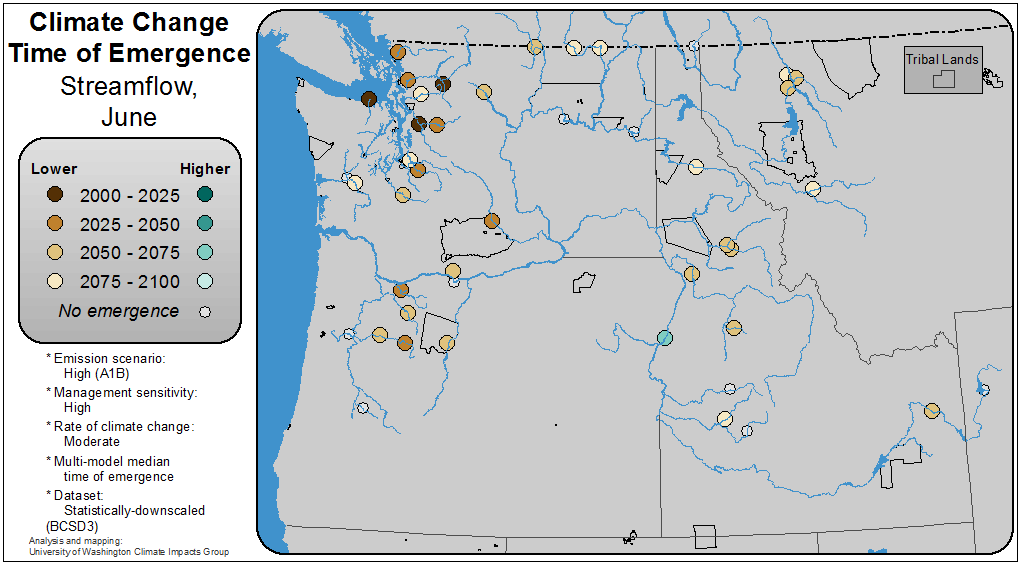 Climate Change
Time of Emergence
Streamflow,
June
Lower Higher
2000 - 2025
2025 - 2050
2050 - 2075
2075 - 2100
No emergence
* Emission scenario:
High (A1B)
* Management sensitivity:
High
* Rate of climate change:
Moderate
* Multi-model median
time of emergence
* Dataset:
Statistically-downscaled
(BCSD3)
Analysis and mapping:
University of Washington Climate Impacts Group
Tribal Lands